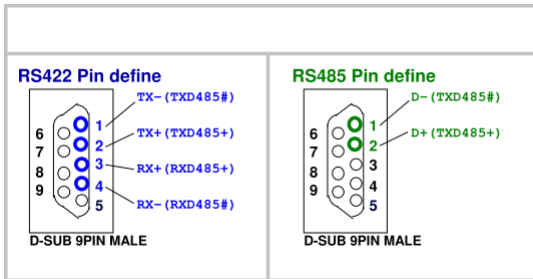 RS422 Pin define
TX-(TXD485#)
TX+(TXD485+)
RX+(RXD485+)
RX-(RXD485#)
1
2
3
4
5
6
7
8
9
D-SUB 9PIN MALE
RS485 Pin define
D-(TXD485#)
D+(TXD485+)
1
2
3
4
5
6
7
8
9
D-SUB 9PIN MALE